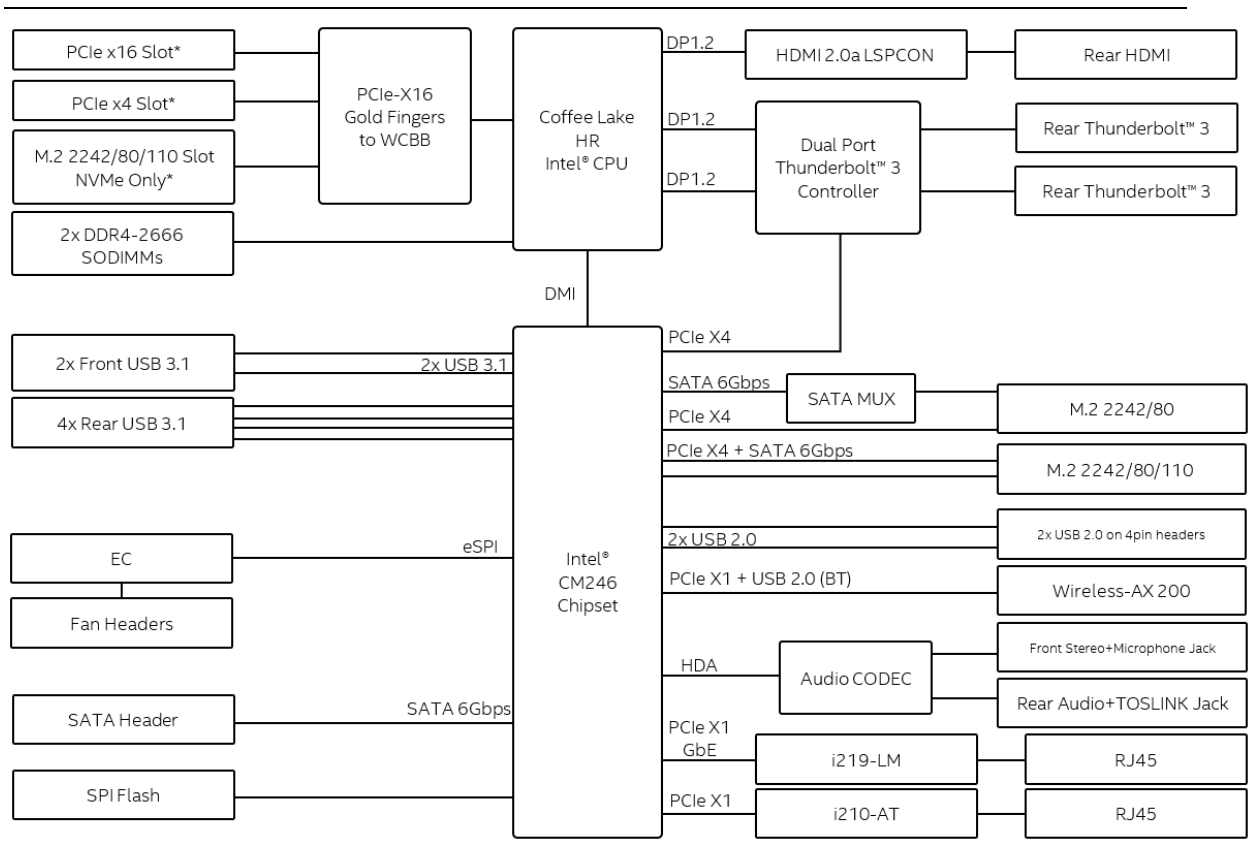 PCIe x16 Slot*
PCIe x4 Slot*
M.2 2242/80/110 Slot
NVMe Only*
2x DDR4-2666
SODIMMs
PCIe-X16
Gold Fingers
to WCBB
Coffee Lake
HR
Intel® CPU
DP1.2
HDMI 2.0a LSPCON
Rear HDMI
DP1.2
DP1.2
Dual Port
Thunderbolt™ 3
Controller
Rear Thunderbolt™ 3
Rear Thunderbolt™ 3
DMI
2x Front USB 3.1
2x USB 3.1
4x Rear USB 3.1
EC
eSPI
Fan Headers
SATA Header
SATA 6Gbps
SPI Flash
Intel®
CM246
Chipset
PCIe X4
SATA 6Gbps
SATA MUX
PCIe X4
M.2 2242/80
PCIe X4 + SATA 6Gbps
M.2 2242/80/110
2x USB 2.0
2x USB 2.0 on 4pin headers
PCIe X1 + USB 2.0 (BT)
Wireless-AX 200
HDA
Audio CODEC
Front Stereo+Microphone Jack
Rear Audio+TOSLINK Jack
PCIe X1
GbE
i219-LM
RJ45
PCIe X1
i210-AT
RJ45